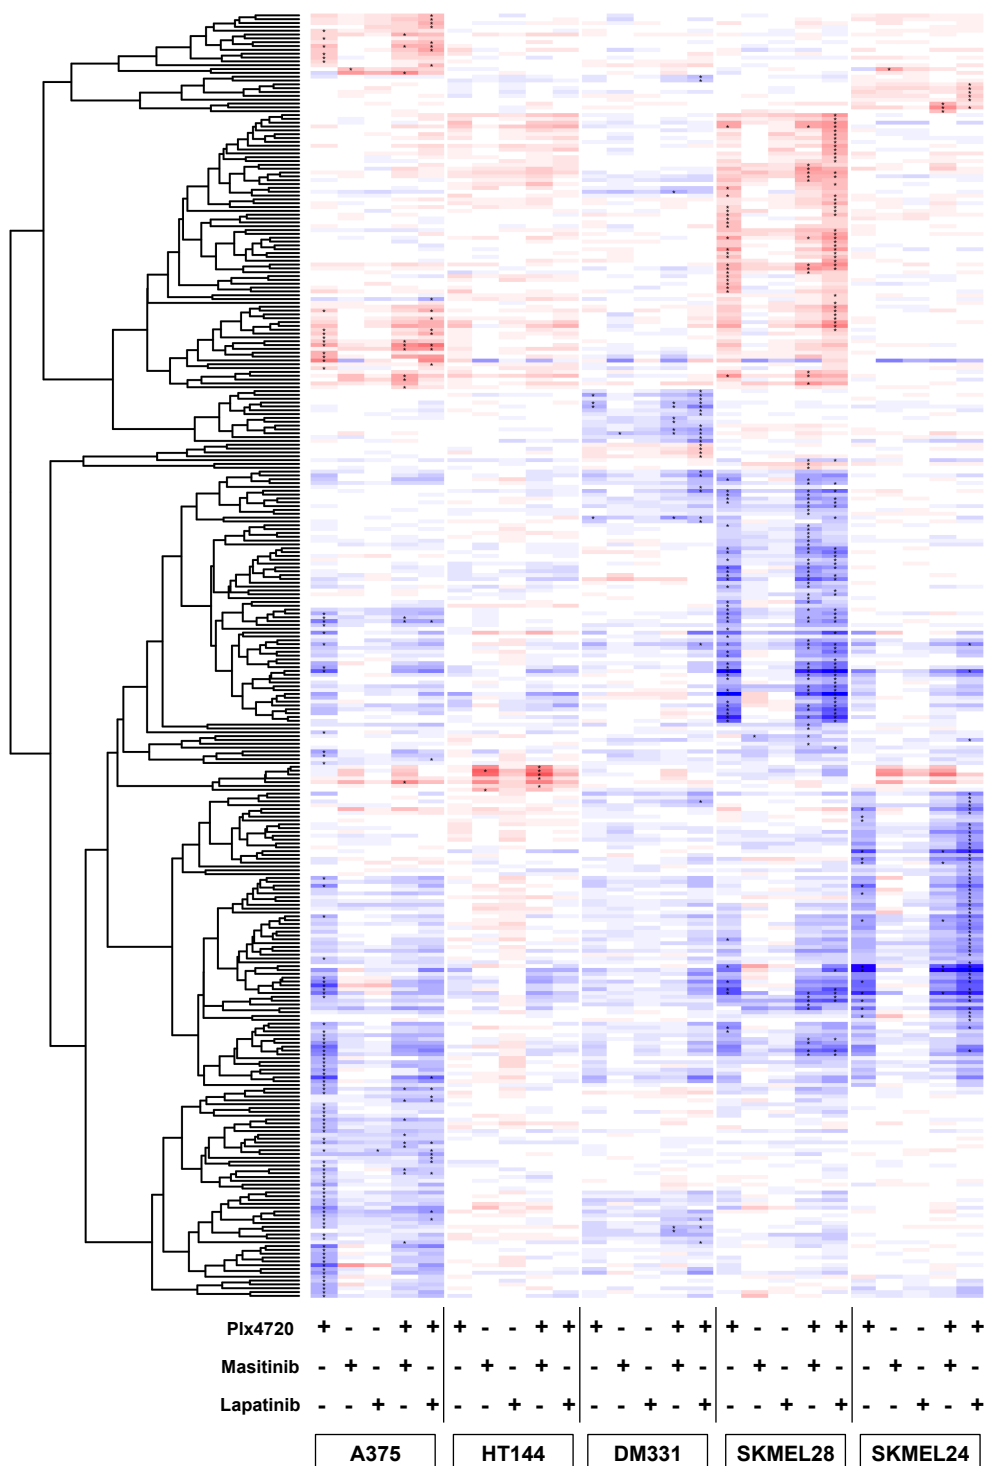 Plx4720 + - - + + + - - + + + - - + + + - - + + + - - + +
Masitinib - + - + - - + - + - - + - + - - + - + - - + - + -
Lapatinib - - + - + - - + - + - - + - + - - + - + - - + - +
A375 HT144 DM331 SKMEL28 SKMEL24